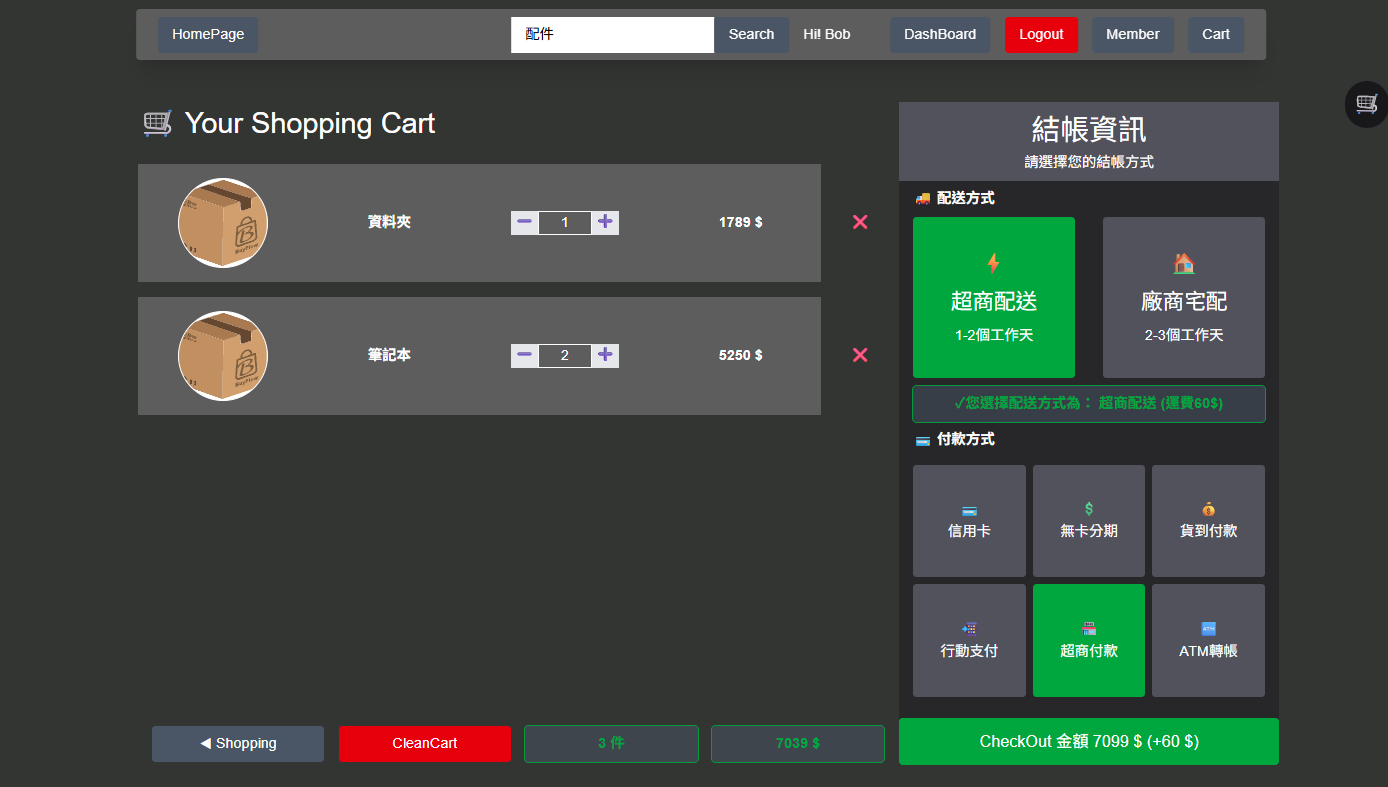 HomePage
配件
Search
Hi! Bob
DashBoard
Logout
Member
Cart
Your Shopping Cart
資料夾
1
1789 $
筆記本
2
5250 $
◀ Shopping
CleanCart
3 件
7039 $
結帳資訊
請選擇您的結帳方式
配送方式
超商配送
1-2個工作天
廠商宅配
2-3個工作天
✓您選擇配送方式為： 超商配送 (運費60$)
付款方式
信用卡
無卡分期
貨到付款
行動支付
超商付款
ATM轉帳
CheckOut 金額 7099 $ (+60 $)